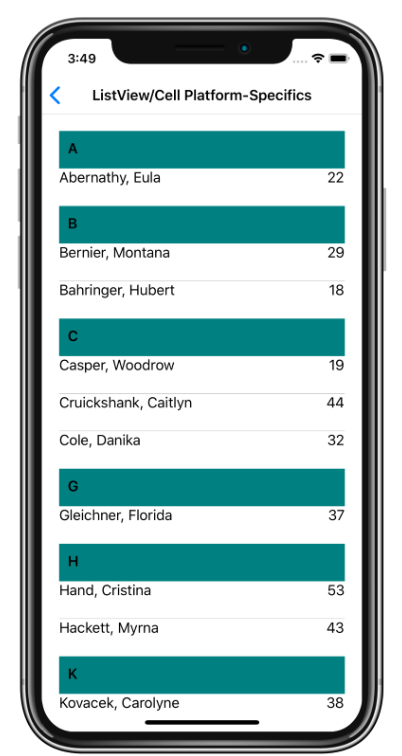 3:49
ListView/Cell Platform-Specifics
A
Abernathy, Eula 22
B
Bernier, Montana 29
Bahringer, Hubert 18
C
Casper, Woodrow 19
Cruickshank, Caitlyn 44
Cole, Danika 32
G
Gleichner, Florida 37
H
Hand, Cristina 53
Hackett, Myrna 43
K
Kovacek, Carolyne 38